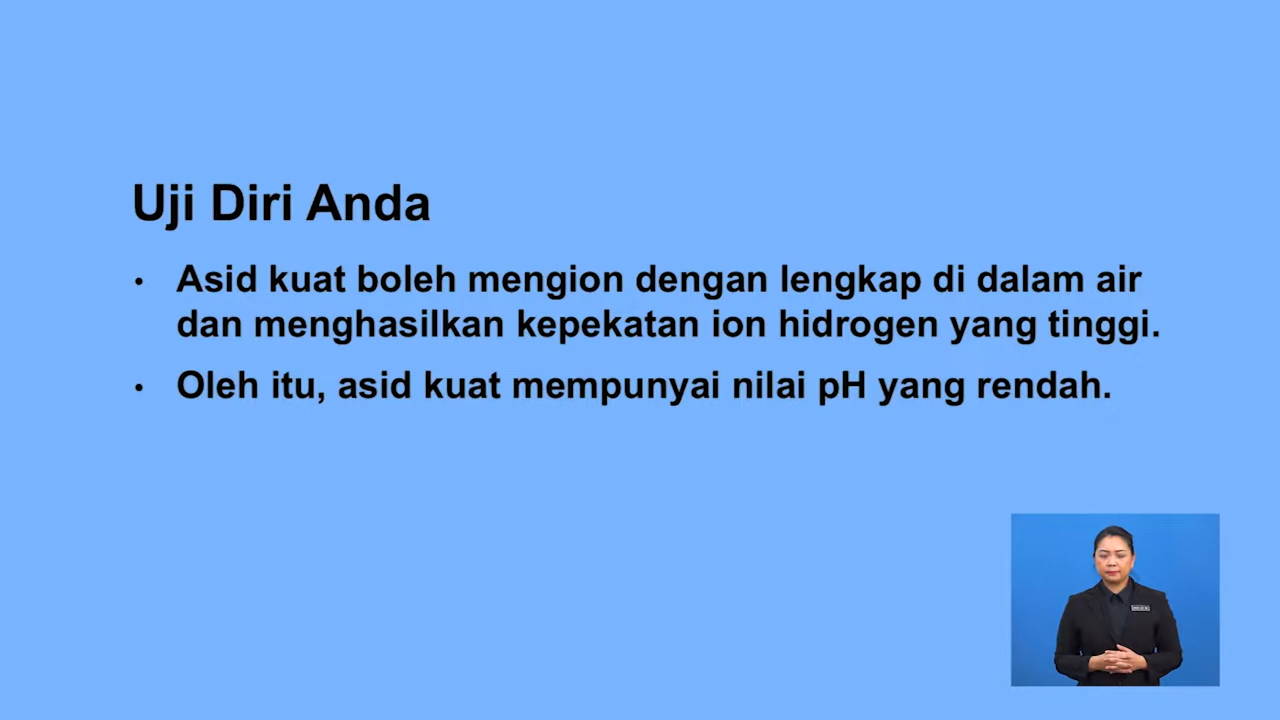 Uji Diri Anda
• Asid kuat boleh mengion dengan lengkap di dalam air
dan menghasilkan kepekatan ion hidrogen yang tinggi.
• Oleh itu, asid kuat mempunyai nilai pH yang rendah.